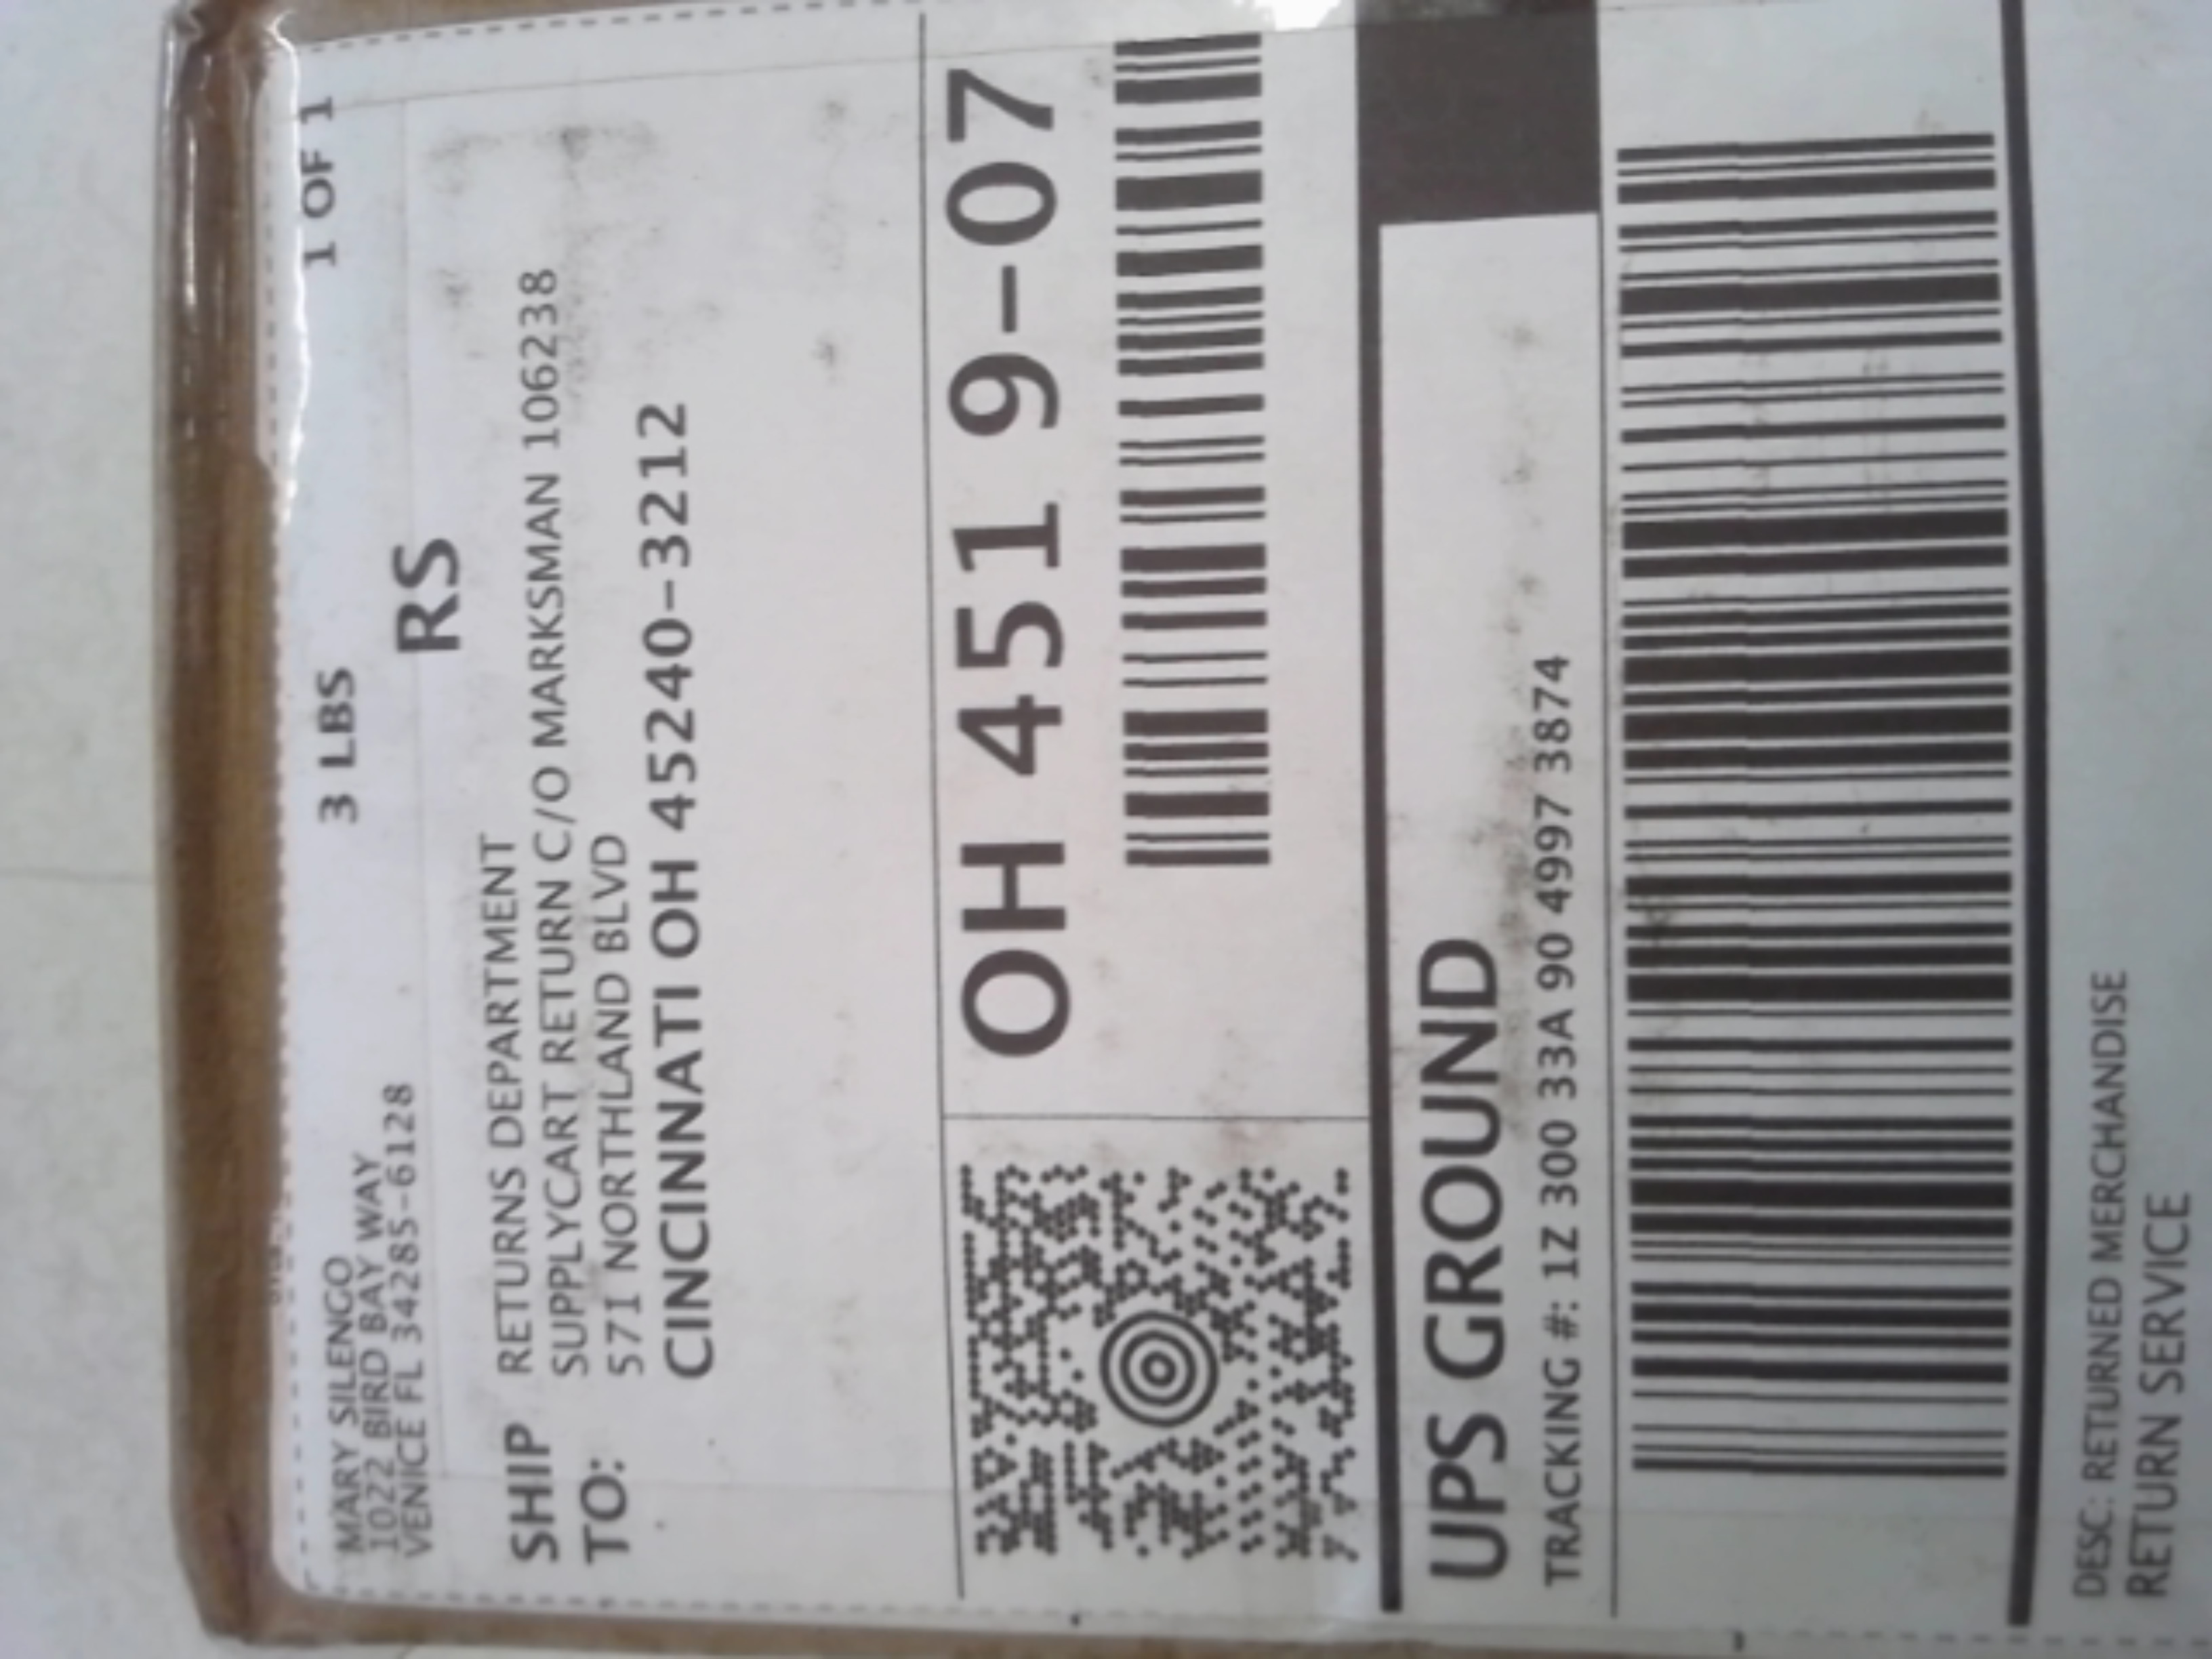 MARY SILENGO
1022 BIRD BAY WAY
VENICE FL 34285-6128
3 LBS
1 OF 1
RS
SHIP TO:
RETURNS DEPARTMENT
SUPPLYCART RETURN C/O MARKSMAN 106238
571 NORTHLAND BLVD
CINCINNATI OH 45240-3212
OH 451 9-07
UPS GROUND
TRACKING #: 1Z 300 33A 90 4997 3874
DESC: RETURNED MERCHANDISE
RETURN SERVICE